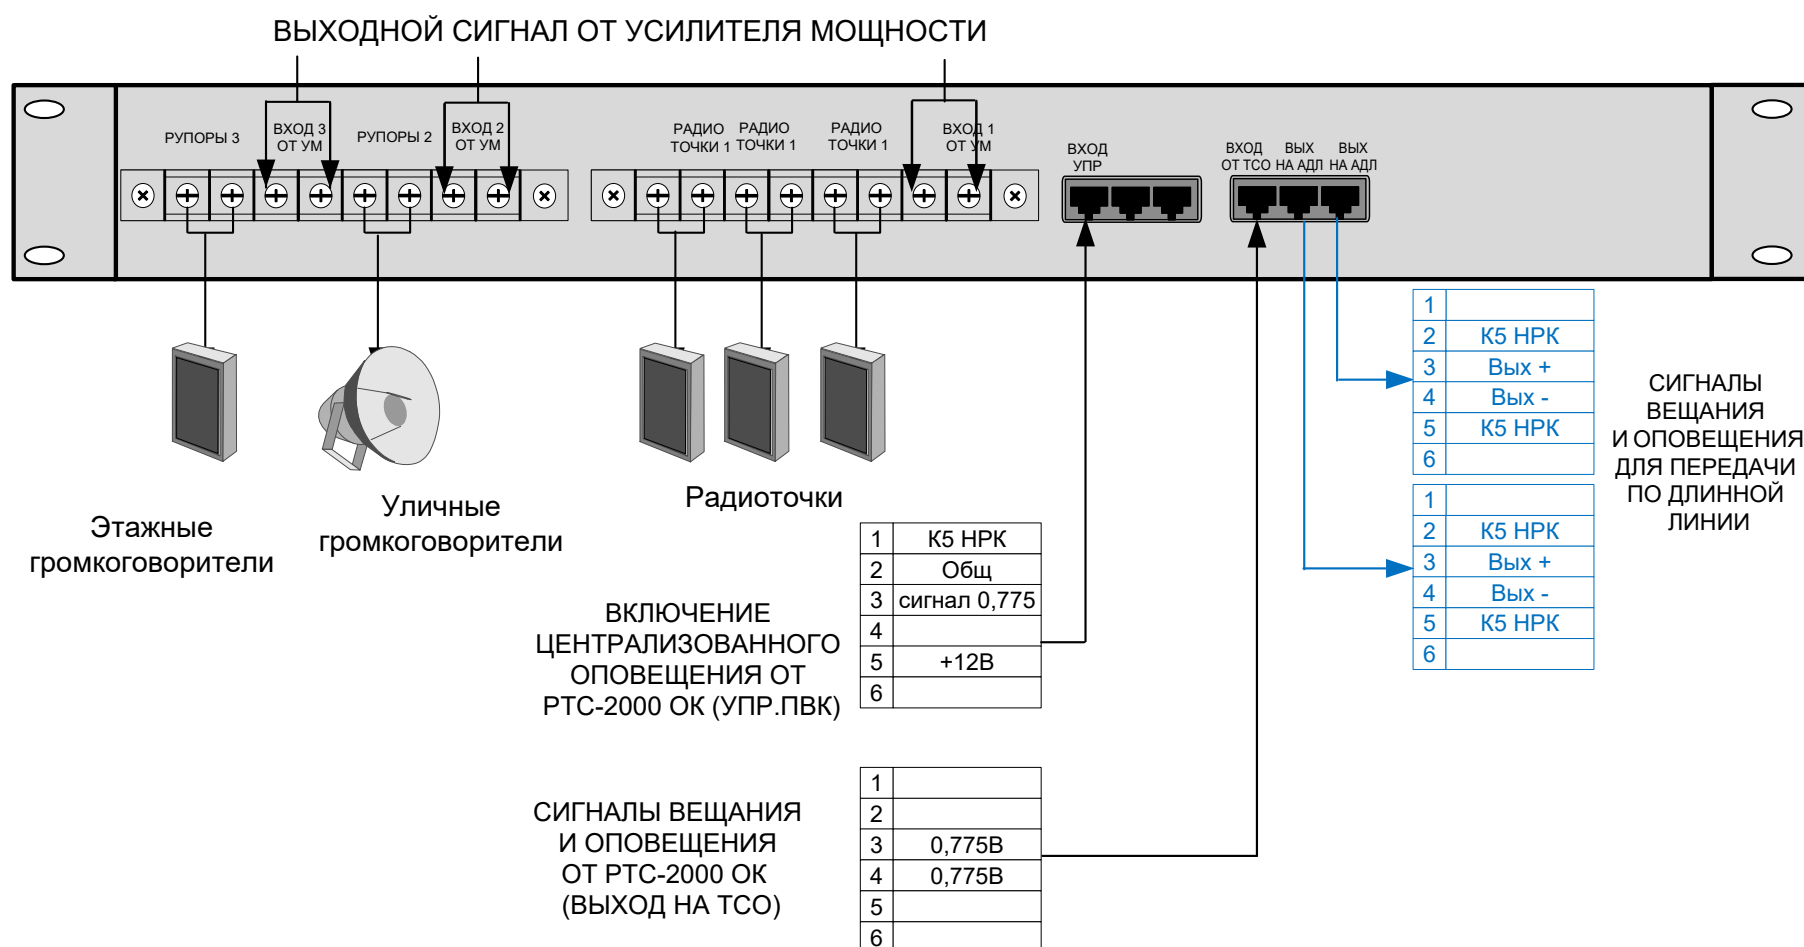 ВЫХОДНОЙ СИГНАЛ ОТ УСИЛИТЕЛЯ МОЩНОСТИ
РУПОРЫ 3
ВХОД 3
ОТ УМ
РУПОРЫ 2
ВХОД 2
ОТ УМ
РАДИО
ТОЧКИ 1
РАДИО
ТОЧКИ 1
РАДИО
ТОЧКИ 1
ВХОД 1
ОТ УМ
ВХОД
УПР
ВХОД
ОТ ТСО
ВЫХ
НА АДЛ
ВЫХ
НА АДЛ
Этажные
громкоговорители
Уличные
громкоговорители
Радиоточки
1
2 К5 НРК
3 Вых +
4 Вых -
5 К5 НРК
6
1
2 К5 НРК
3 Вых +
4 Вых -
5 К5 НРК
6
СИГНАЛЫ
ВЕЩАНИЯ
И ОПОВЕЩЕНИЯ
ДЛЯ ПЕРЕДАЧИ
ПО ДЛИННОЙ
ЛИНИИ
ВКЛЮЧЕНИЕ
ЦЕНТРАЛИЗОВАННОГО
ОПОВЕЩЕНИЯ ОТ
РТС-2000 ОК (УПР.ПВК)
1 К5 НРК
2 Общ
3 сигнал 0,775
4
5 +12В
6
СИГНАЛЫ ВЕЩАНИЯ
И ОПОВЕЩЕНИЯ
ОТ РТС-2000 ОК
(ВЫХОД НА ТСО)
1
2
3 0,775В
4 0,775В
5
6